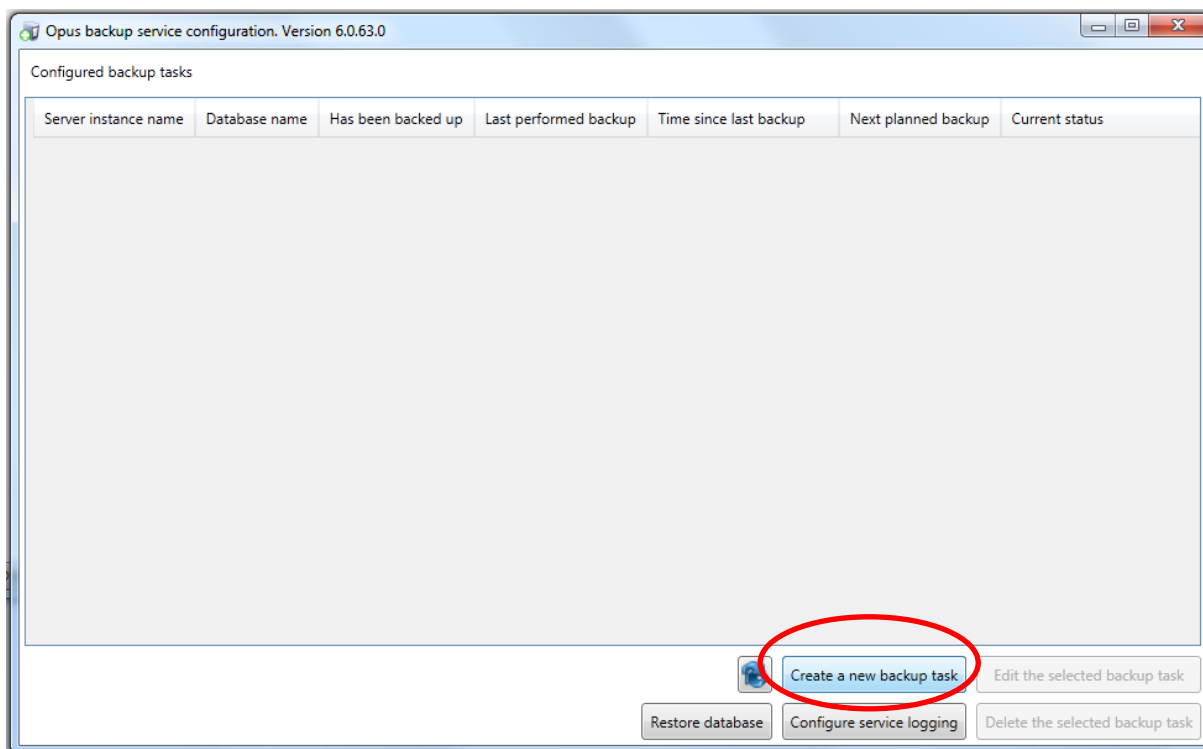 Opus backup service configuration. Version 6.0.63.0
Configured backup tasks
Server instance name Database name Has been backed up Last performed backup Time since last backup Next planned backup Current status
Create a new backup task Edit the selected backup task
Restore database Configure service logging Delete the selected backup task